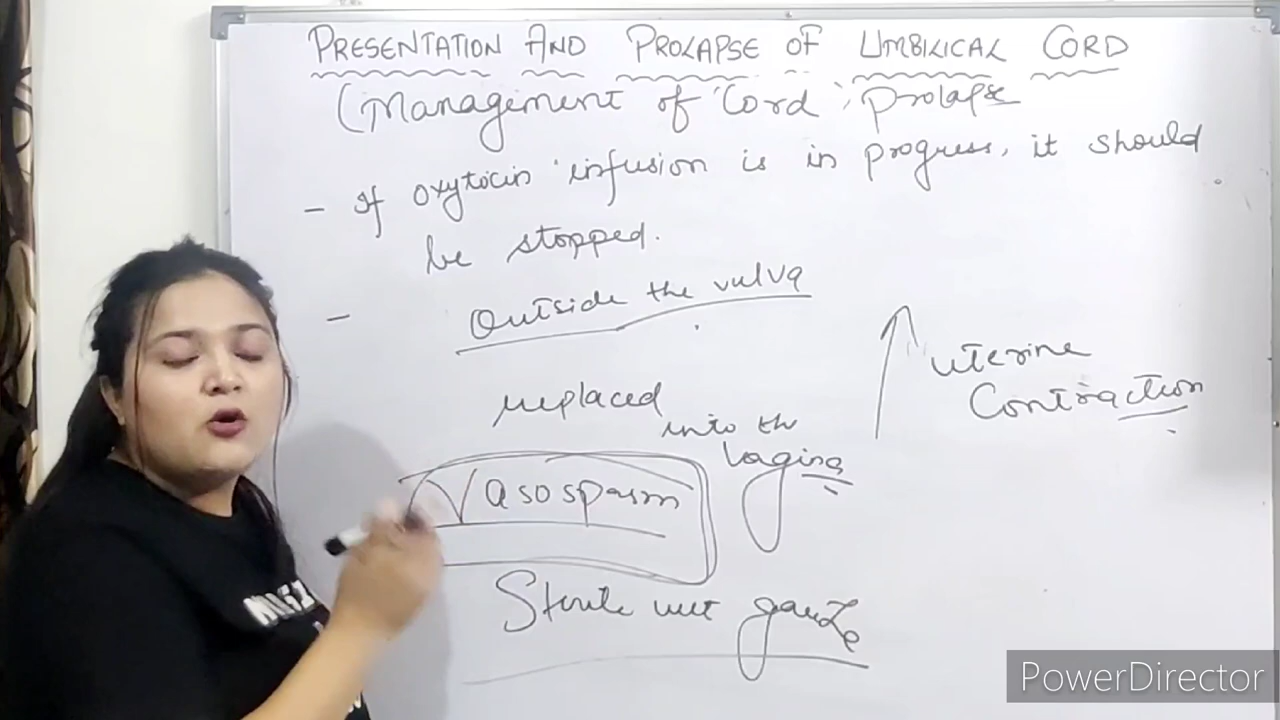 PRESENTATION AND PROLAPSE OF UMBILICAL CORD
(Management of 'Cord' Prolapse
- If oxytocin infusion is in progress, it should
be stopped.
- Outside the vulva
replaced
into the
vagina
Vasospasm
Sterile wet gauze
uterine
Contraction
PowerDirector